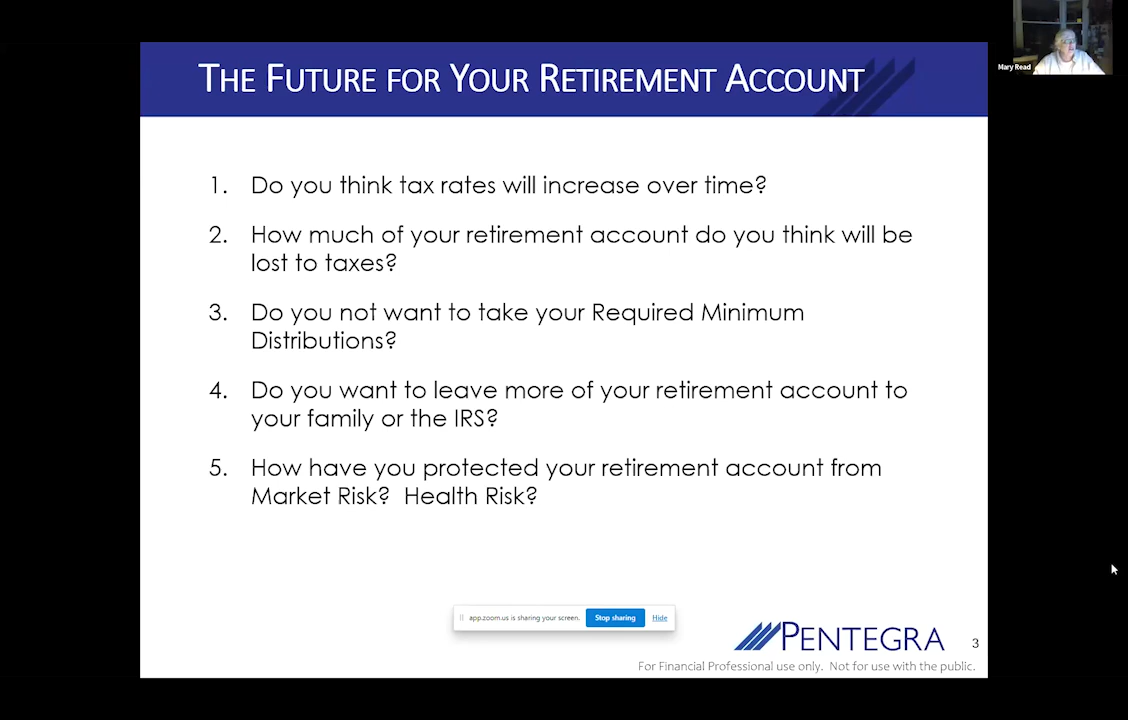 THE FUTURE FOR YOUR RETIREMENT ACCOUNT
Mary Read
1. Do you think tax rates will increase over time?
2. How much of your retirement account do you think will be
lost to taxes?
3. Do you not want to take your Required Minimum
Distributions?
4. Do you want to leave more of your retirement account to
your family or the IRS?
5. How have you protected your retirement account from
Market Risk? Health Risk?
app.zoom.us is sharing your screen. Stop sharing Hide
PENTEGRA 3
For Financial Professional use only. Not for use with the public.